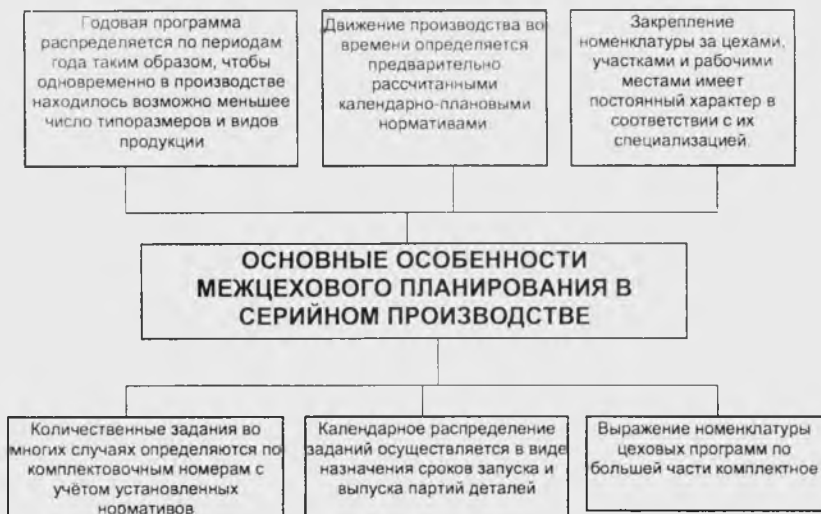 Годовая программа
распределяется по периодам
года таким образом, чтобы
одновременно в производстве
находилось возможно меньшее
число типоразмеров и видов
продукции
Движение производства во
времени определяется
предварительно
рассчитанными
календарно-плановыми
нормативами
Закрепление
номенклатуры за цехами,
участками и рабочими
местами имеет
постоянный характер в
соответствии с их
специализацией.
ОСНОВНЫЕ ОСОБЕННОСТИ
МЕЖЦЕХОВОГО ПЛАНИРОВАНИЯ В
СЕРИЙНОМ ПРОИЗВОДСТВЕ
Количественные задания во
многих случаях определяются по
комплектовочным номерам с
учётом установленных
нормативов
Календарное распределение
заданий осуществляется в виде
назначения сроков запуска и
выпуска партий деталей
Выражение номенклатуры
цеховых программ по
большей части комплектное